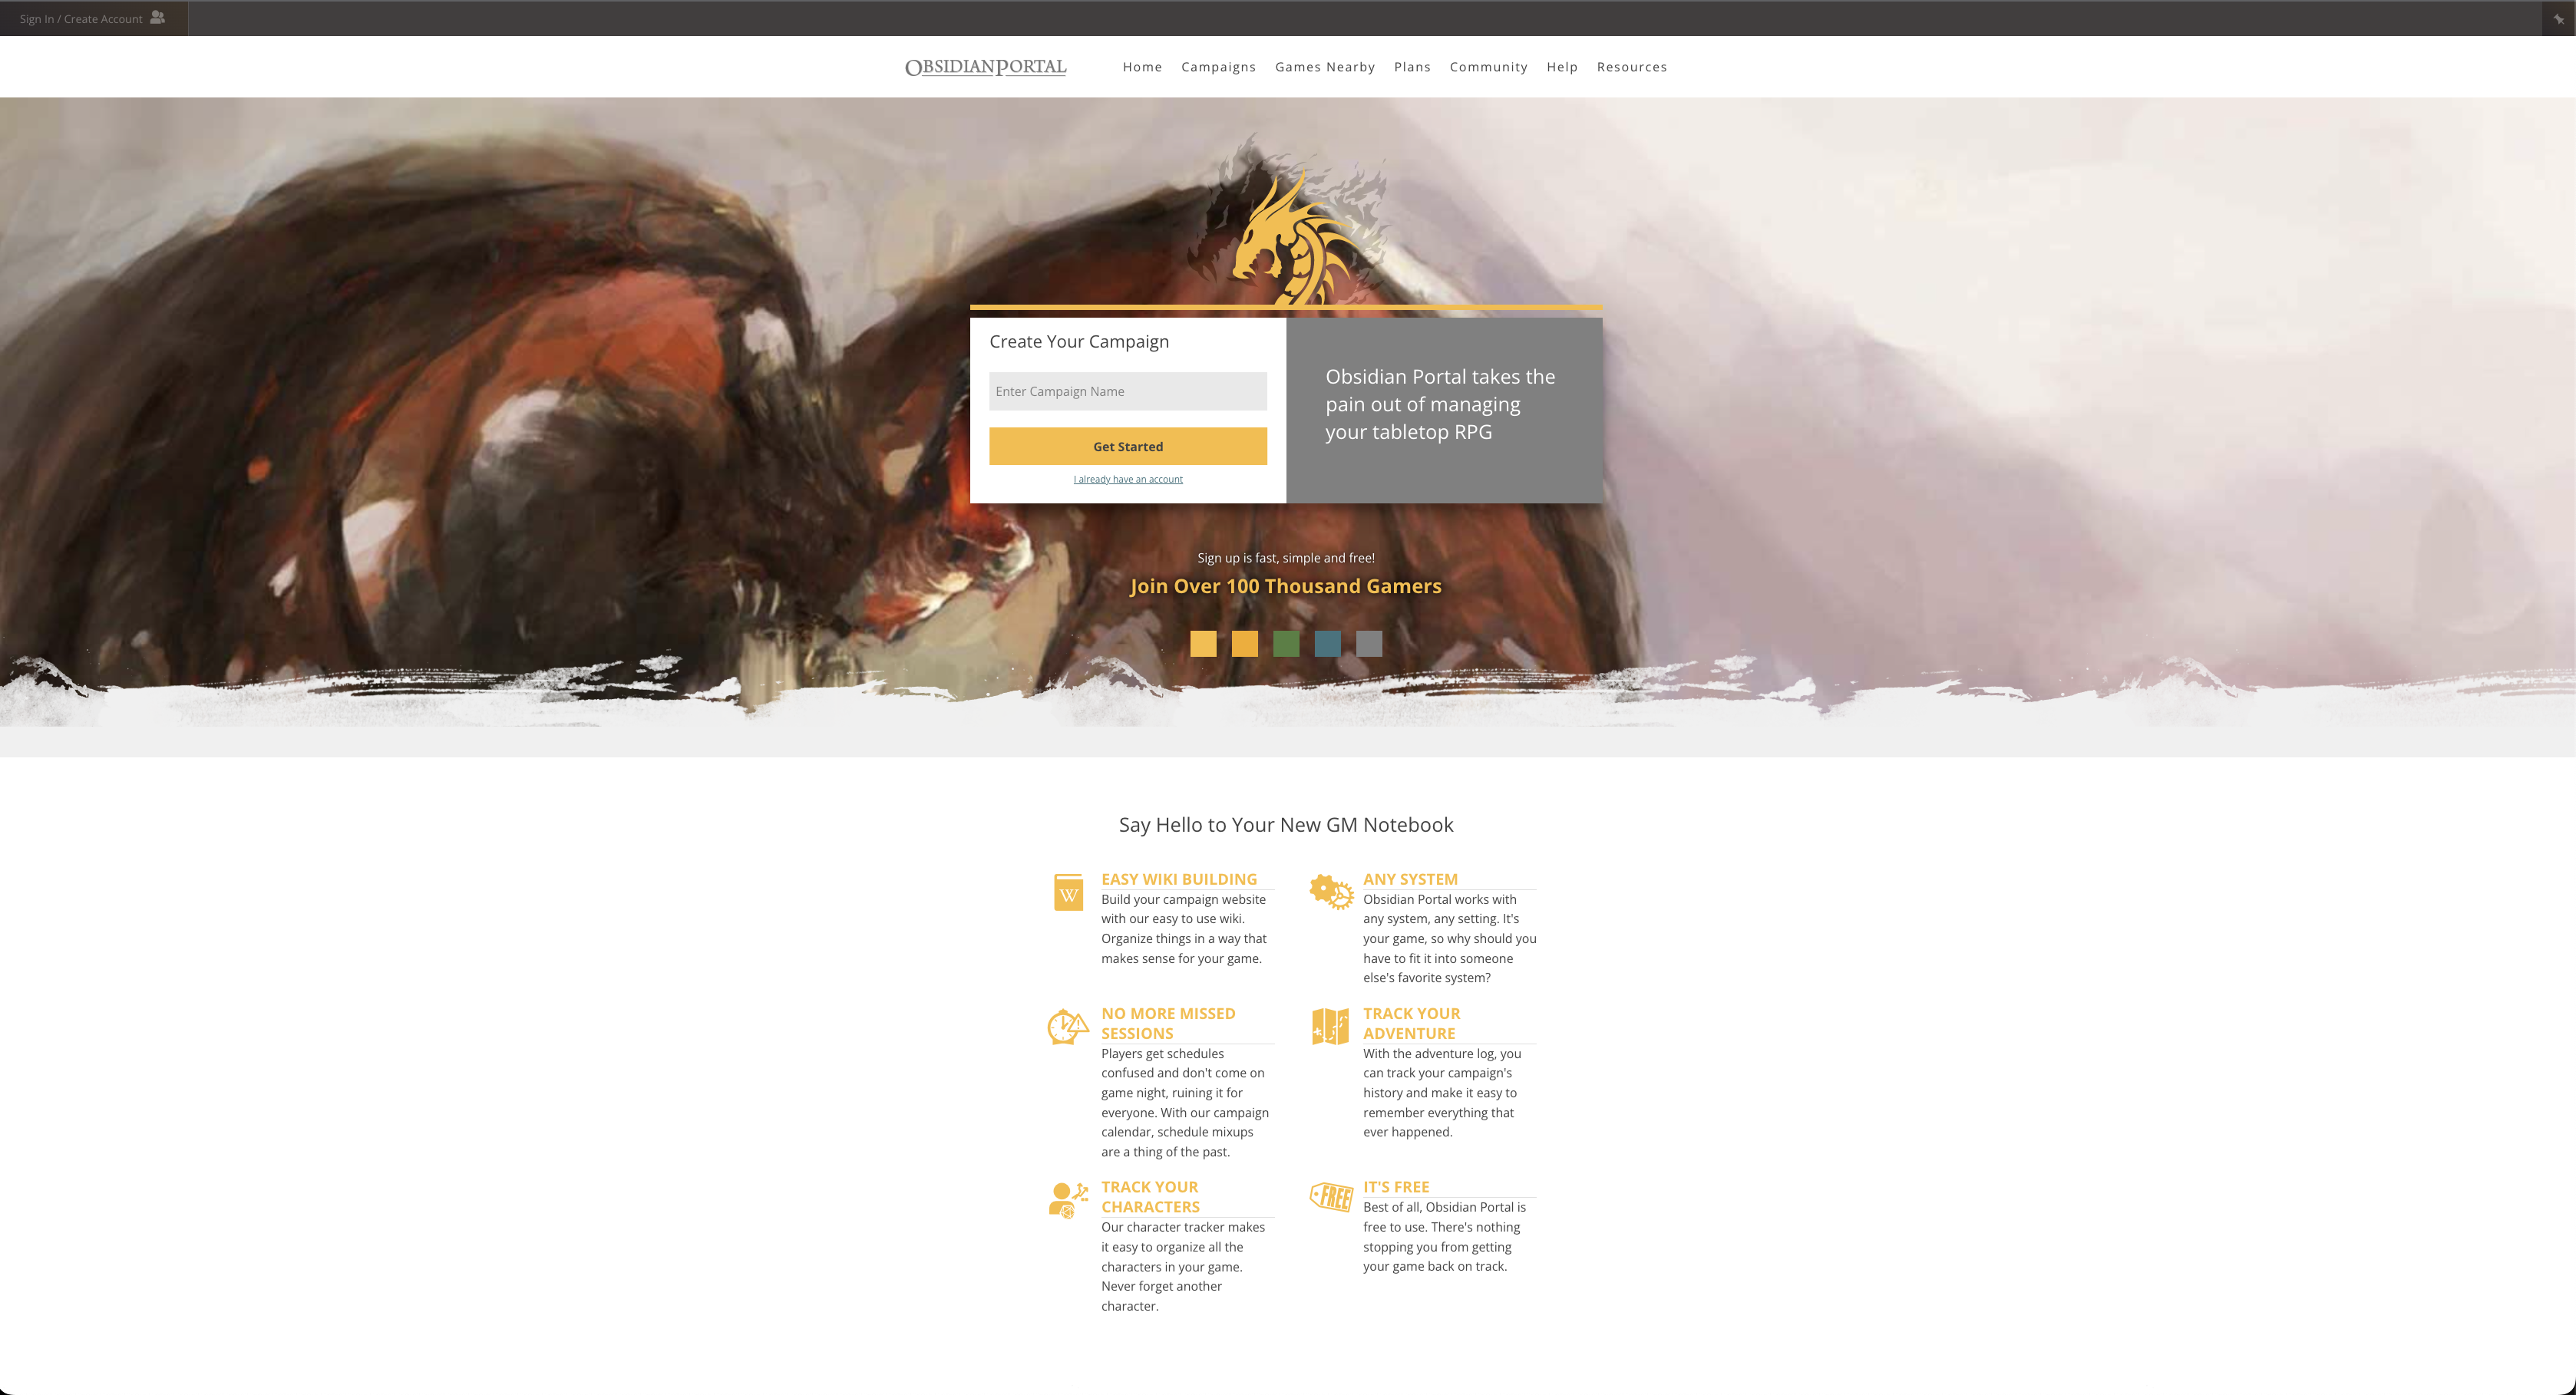 Sign In / Create Account
OBSIDIANPORTAL
Home Campaigns Games Nearby Plans Community Help Resources
Create Your Campaign
Enter Campaign Name
Get Started
I already have an account
Obsidian Portal takes the
pain out of managing
your tabletop RPG
Sign up is fast, simple and free!
Join Over 100 Thousand Gamers
Say Hello to Your New GM Notebook
W
EASY WIKI BUILDING
Build your campaign website
with our easy to use wiki.
Organize things in a way that
makes sense for your game.
ANY SYSTEM
Obsidian Portal works with
any system, any setting. It's
your game, so why should you
have to fit it into someone
else's favorite system?
NO MORE MISSED
SESSIONS
Players get schedules
confused and don't come on
game night, ruining it for
everyone. With our campaign
calendar, schedule mixups
are a thing of the past.
TRACK YOUR
ADVENTURE
With the adventure log, you
can track your campaign's
history and make it easy to
remember everything that
ever happened.
TRACK YOUR
CHARACTERS
Our character tracker makes
it easy to organize all the
characters in your game.
Never forget another
character.
FREE
IT'S FREE
Best of all, Obsidian Portal is
free to use. There's nothing
stopping you from getting
your game back on track.